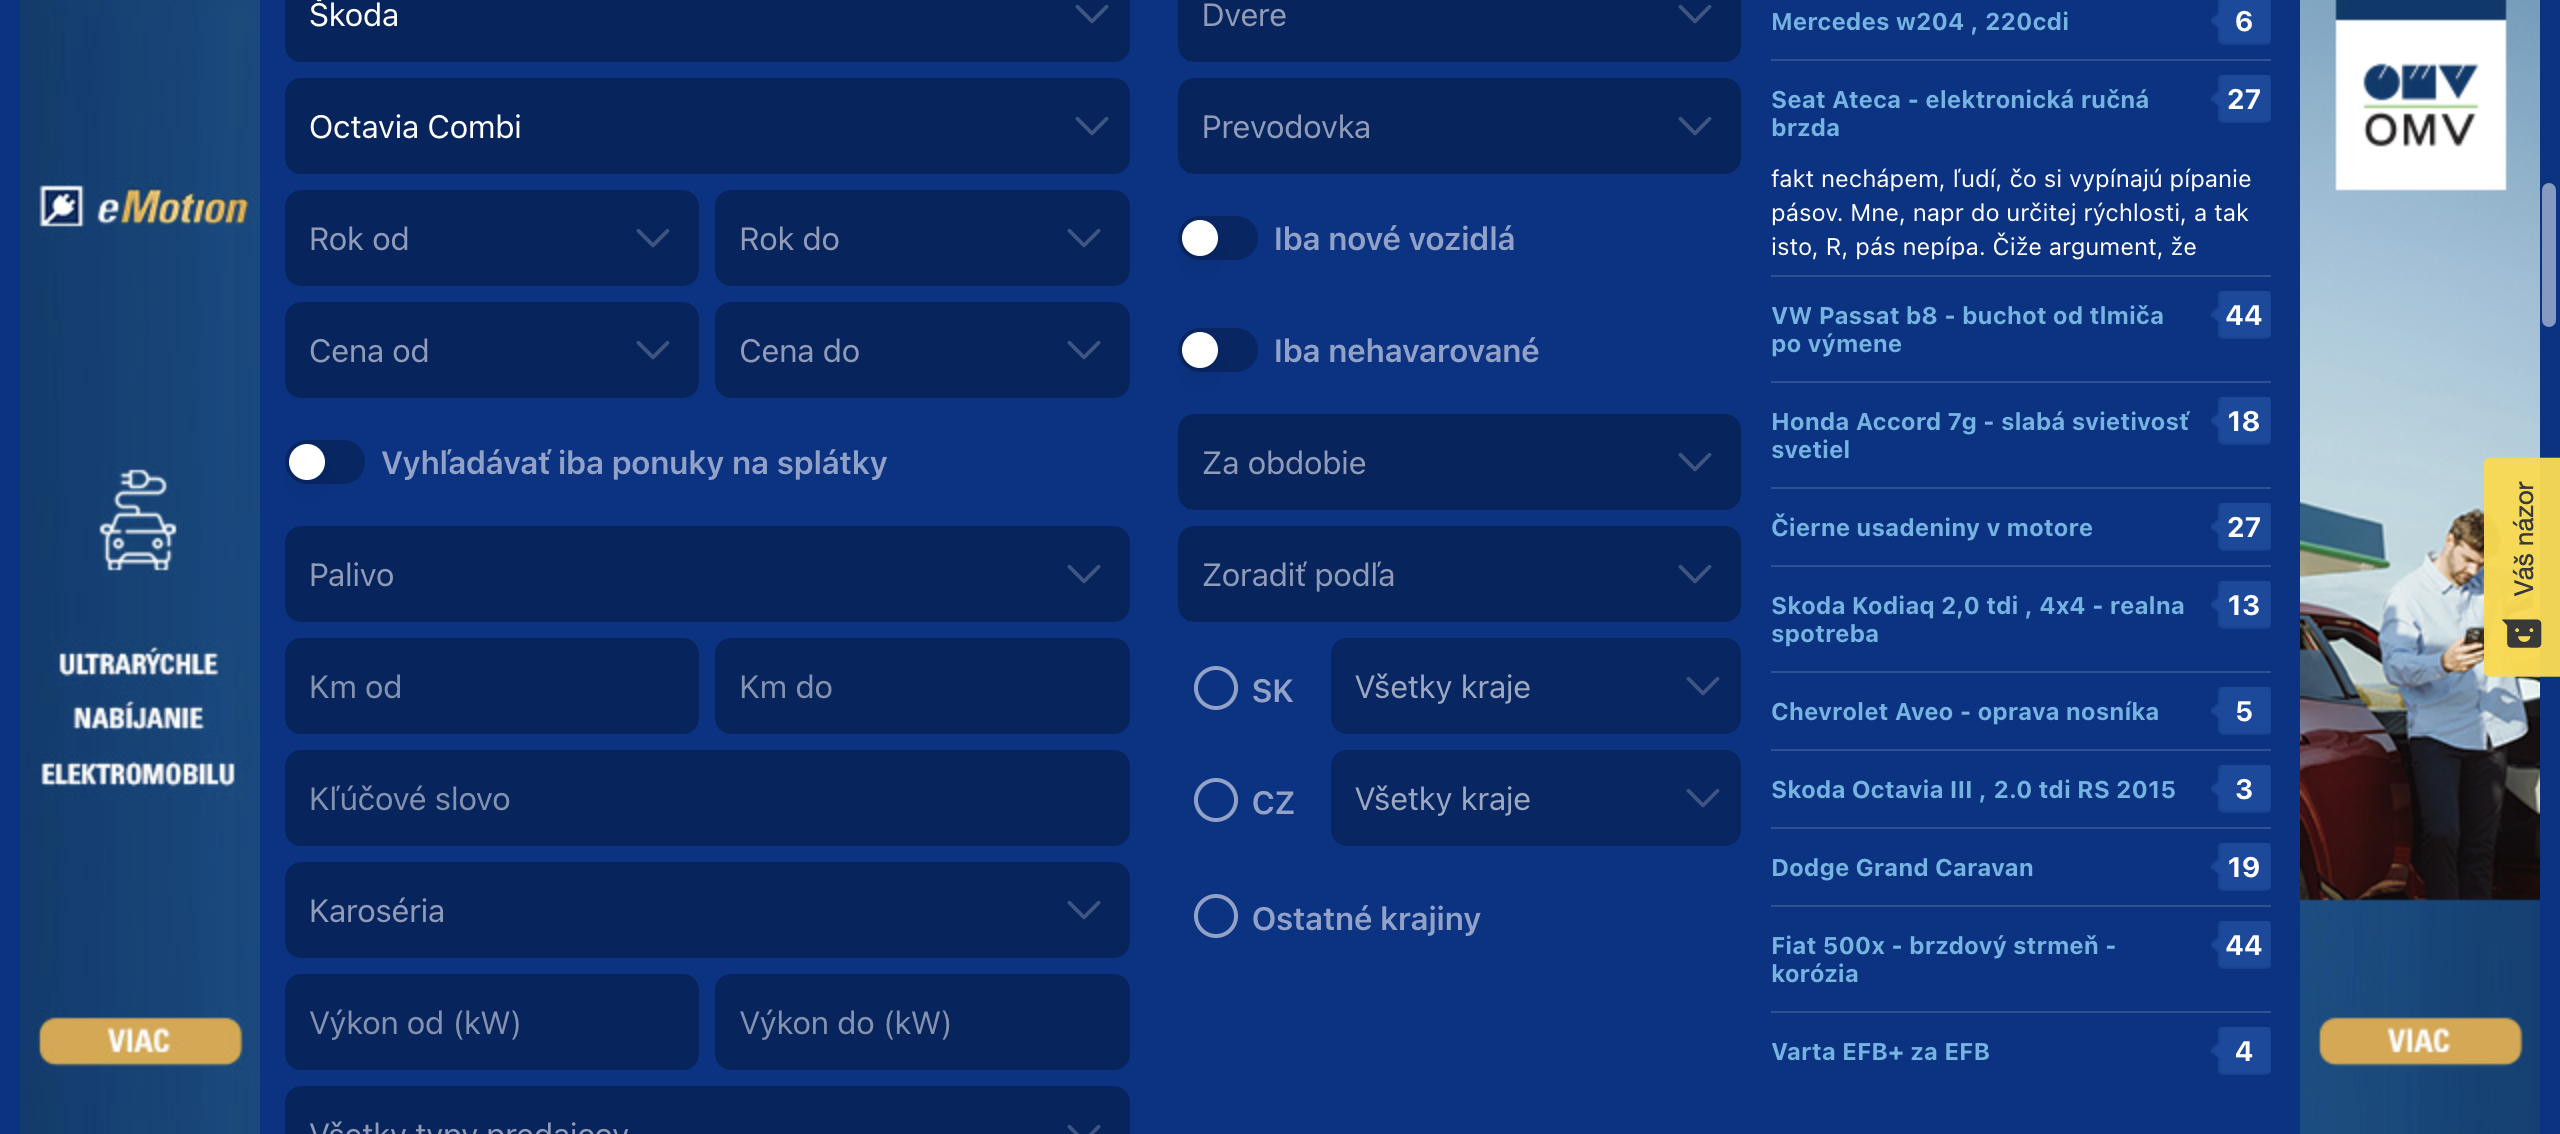 eMotion
ULTRARÝCHLE
NABÍJANIE
ELEKTROMOBILU
VIAC
Škoda
Octavia Combi
Rok od
Rok do
Cena od
Cena do
Vyhľadávať iba ponuky na splátky
Palivo
Km od
Km do
Kľúčové slovo
Karoséria
Výkon od (kW)
Výkon do (kW)
Všetky typy predajcov
Dvere
Prevodovka
Iba nové vozidlá
Iba nehavarované
Za obdobie
Zoradiť podľa
SK
Všetky kraje
CZ
Všetky kraje
Ostatné krajiny
Mercedes w204 , 220cdi
6
Seat Ateca - elektronická ručná
brzda
27
fakt nechápem, ľudí, čo si vypínajú pípanie
pásov. Mne, napr do určitej rýchlosti, a tak
isto, R, pás nepípa. Čiže argument, že
VW Passat b8 - buchot od tlmiča
po výmene
44
Honda Accord 7g - slabá svietivosť
svetiel
18
Čierne usadeniny v motore
27
Skoda Kodiaq 2,0 tdi , 4x4 - realna
spotreba
13
Chevrolet Aveo - oprava nosníka
5
Skoda Octavia III , 2.0 tdi RS 2015
3
Dodge Grand Caravan
19
Fiat 500x - brzdový strmeň -
korózia
44
Varta EFB+ za EFB
4
OMV
OMV
Váš názor
VIAC